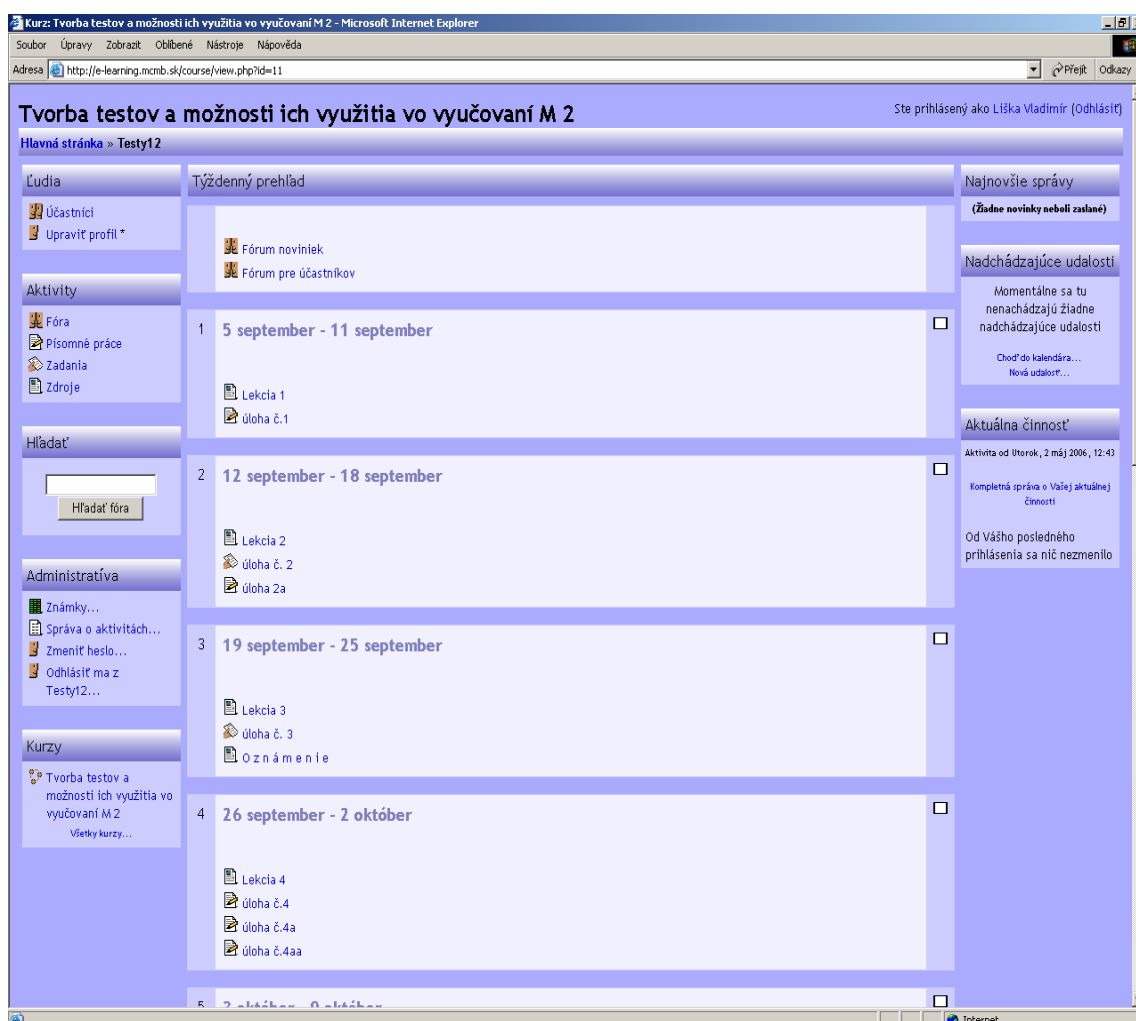 Kurz: Tvorba testov a možnosti ich využitia vo vyučovaní M 2 - Microsoft Internet Explorer
Soubor Úpravy Zobrazit Oblíbené Nástroje Nápověda
Adresa http://e-learning.mcmb.sk/course/view.php?id=11 Přejít Odkazy
Tvorba testov a možnosti ich využitia vo vyučovaní M 2
Ste prihlásený ako Liška Vladimír (Odhlásiť)
Hlavná stránka » Testy12
Ľudia
Účastníci
Upraviť profil *
Aktivity
Fóra
Písomné práce
Zadania
Zdroje
Hľadať
Hľadať fóra
Administratíva
Známky...
Správa o aktivitách...
Zmeniť heslo...
Odhlásiť ma z
Testy12...
Kurzy
Tvorba testov a
možnosti ich využitia vo
vyučovaní M 2
Všetky kurzy...
Týždenný prehľad
Fórum noviniek
Fórum pre účastníkov
1 5 september - 11 september
Lekcia 1
úloha č.1
2 12 september - 18 september
Lekcia 2
úloha č. 2
úloha 2a
3 19 september - 25 september
Lekcia 3
úloha č. 3
O z n á m e n i e
4 26 september - 2 október
Lekcia 4
úloha č.4
úloha č.4a
úloha č.4aa
5 3 október - 9 október
Najnovšie správy
(Žiadne novinky neboli zaslané)
Nadchádzajúce udalosti
Momentálne sa tu
nenachádzajú žiadne
nadchádzajúce udalosti
Choď do kalendára...
Nová udalosť...
Aktuálna činnosť
Aktivita od Utorok, 2 máj 2006, 12:43
Kompletná správa o Vašej aktuálnej
činnosti
Od Vášho posledného
prihlásenia sa nič nezmenilo
Internet